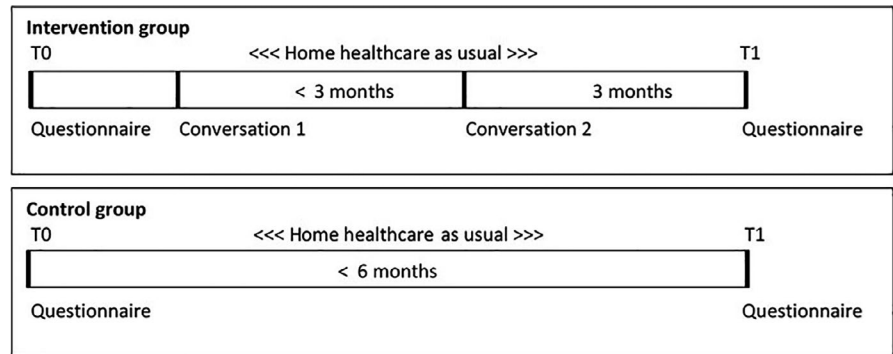 Intervention group
T0 <<< Home healthcare as usual >>> T1
< 3 months 3 months
Questionnaire Conversation 1 Conversation 2 Questionnaire
Control group
T0 <<< Home healthcare as usual >>> T1
< 6 months
Questionnaire Questionnaire